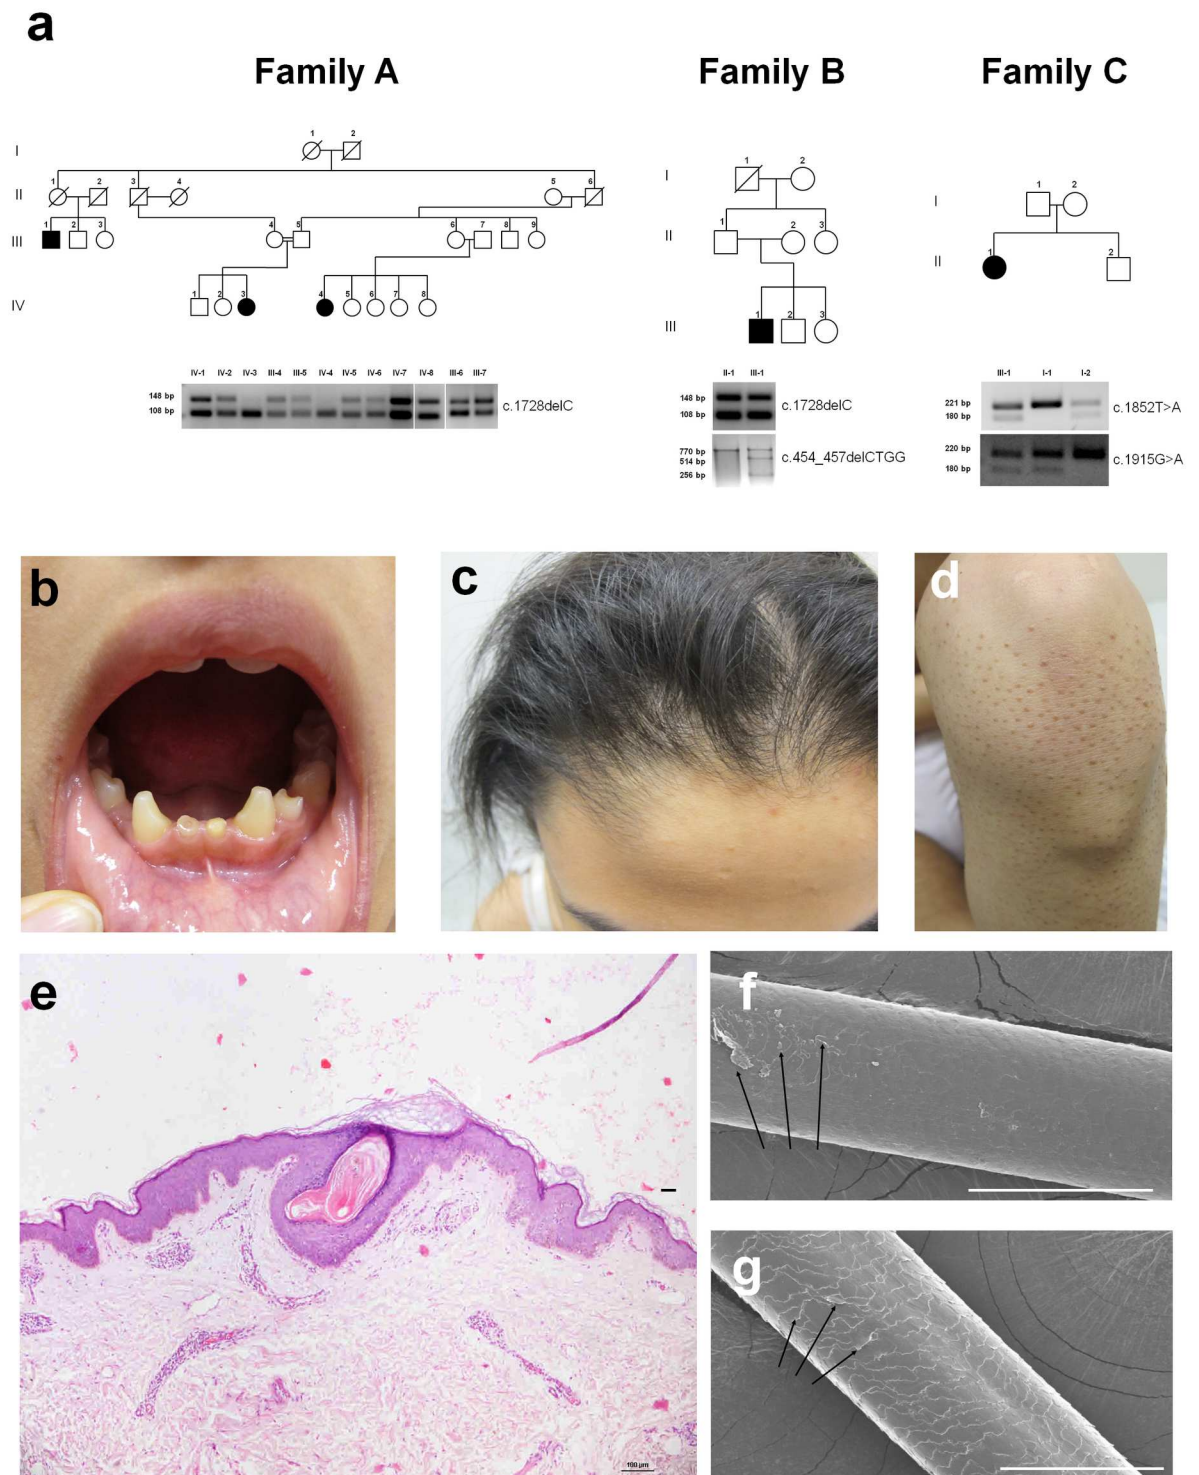 a
Family A
Family B
Family C
I
1 2
II
1 2 3 4 5 6
III
1 2 3 4 5 6 7 8 9
IV
1 2 3 4 5 6 7 8
IV-1 IV-2 IV-3 III-4 III-5 IV-4 IV-5 IV-6 IV-7 IV-8 III-6 III-7
148 bp
108 bp
c.1728delC
I
1 2
II
1 2 3
III
1 2 3
II-1 III-1
148 bp
108 bp
c.1728delC
770 bp
514 bp
256 bp
c.454_457delCTGG
I
1 2
II
1 2
III-1 I-1 I-2
221 bp
180 bp
c.1852T>A
220 bp
180 bp
c.1915G>A
b
c
d
e
100 µm
f
g